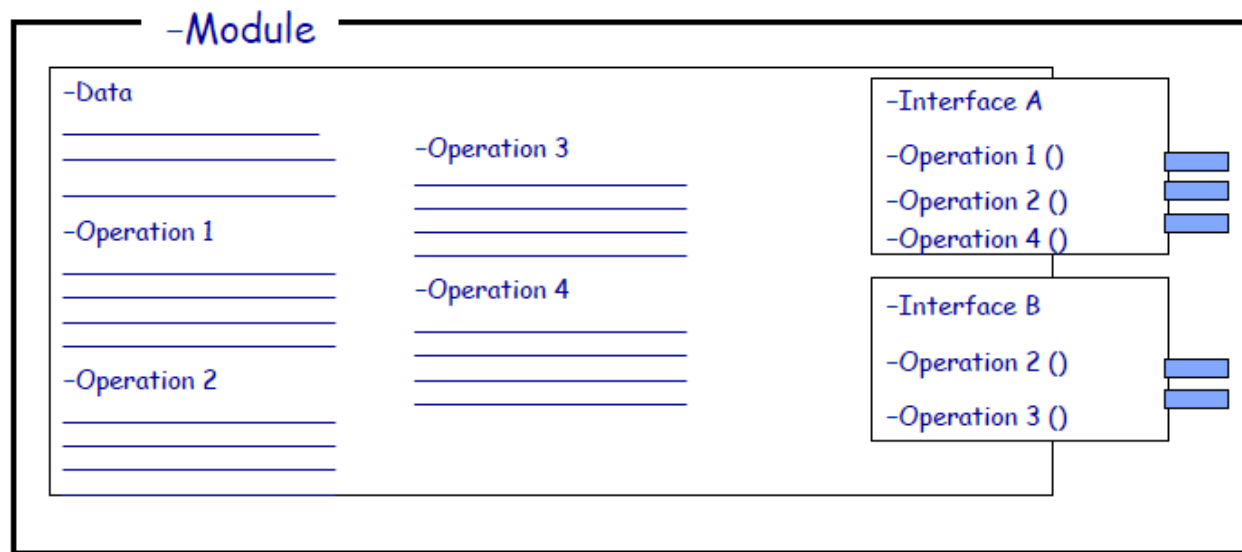 –Module
–Data
–Operation 1
–Operation 2
–Operation 3
–Operation 4
–Interface A
–Operation 1 ()
–Operation 2 ()
–Operation 4 ()
–Interface B
–Operation 2 ()
–Operation 3 ()